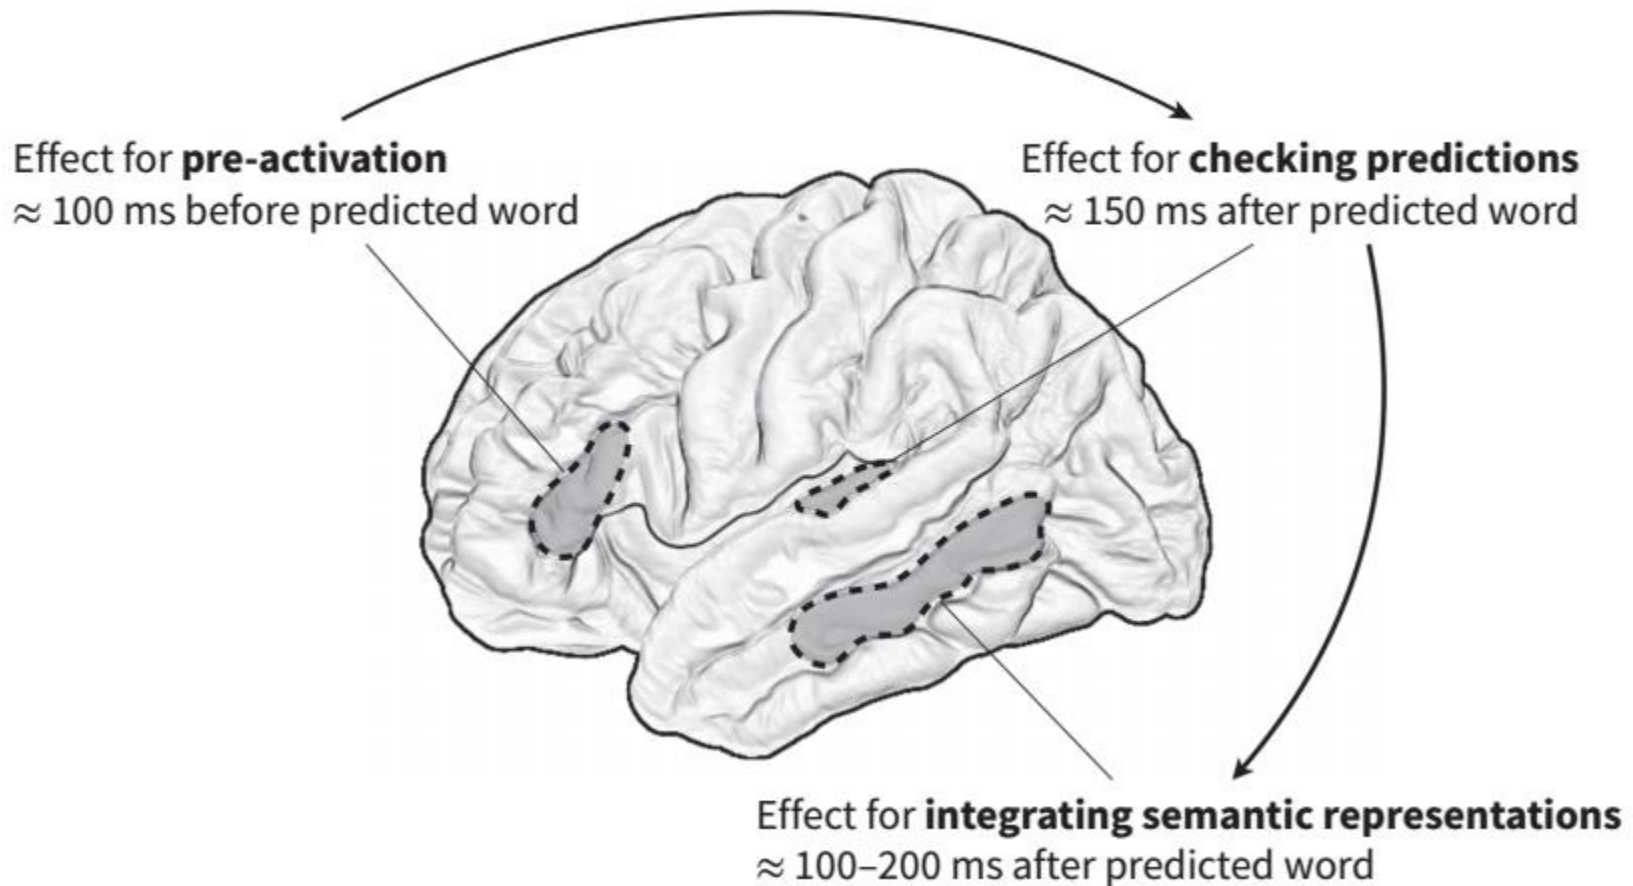 Effect for pre-activation
≈ 100 ms before predicted word
Effect for checking predictions
≈ 150 ms after predicted word
Effect for integrating semantic representations
≈ 100–200 ms after predicted word